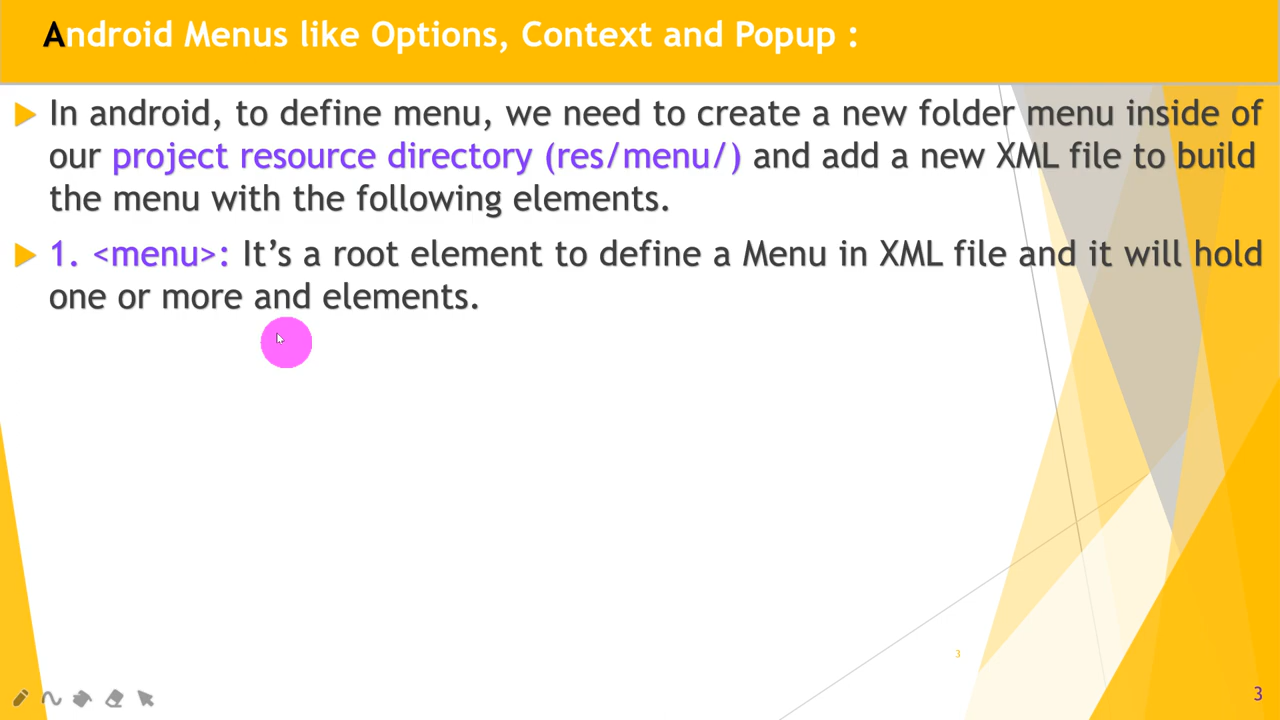 Android Menus like Options, Context and Popup :
In android, to define menu, we need to create a new folder menu inside of
our project resource directory (res/menu/) and add a new XML file to build
the menu with the following elements.
1. <menu>: It’s a root element to define a Menu in XML file and it will hold
one or more and elements.
3
3